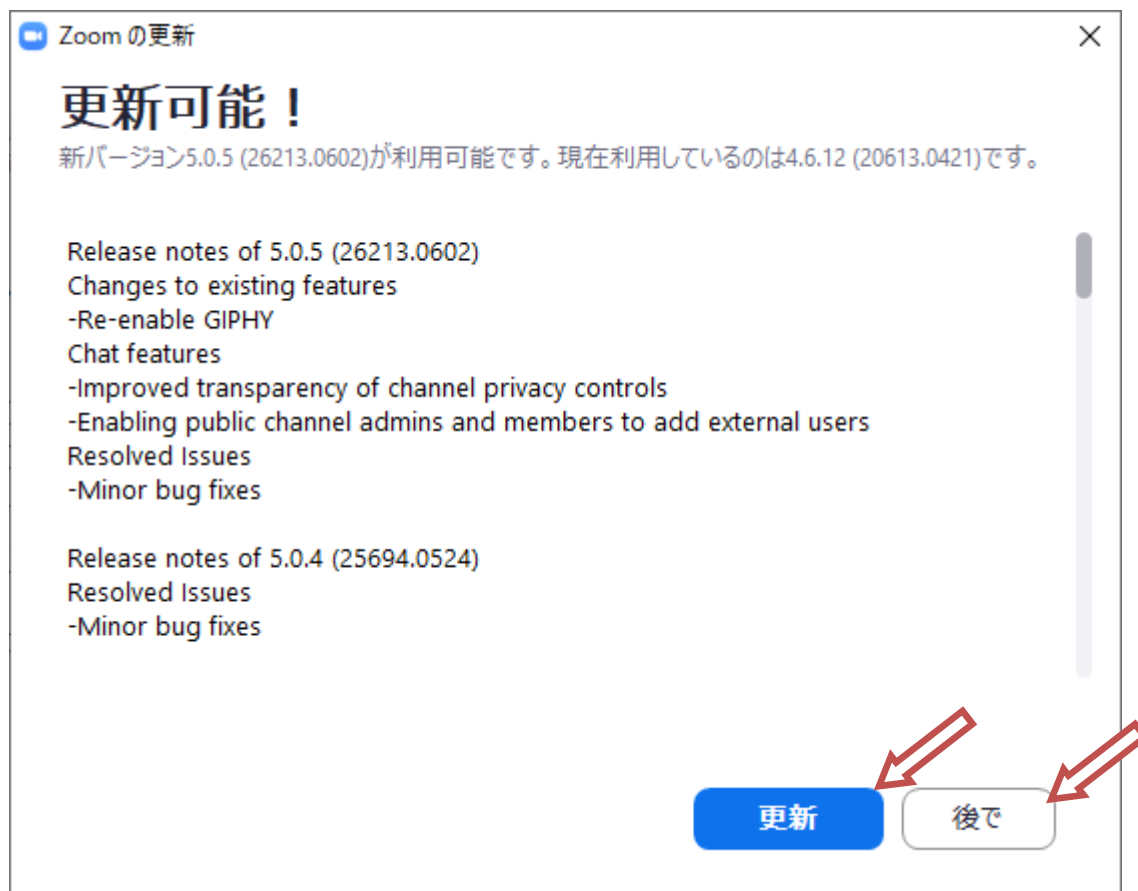 Zoom の更新
更新可能！
新バージョン5.0.5 (26213.0602)が利用可能です。現在利用しているのは4.6.12 (20613.0421)です。
Release notes of 5.0.5 (26213.0602)
Changes to existing features
-Re-enable GIPHY
Chat features
-Improved transparency of channel privacy controls
-Enabling public channel admins and members to add external users
Resolved Issues
-Minor bug fixes
Release notes of 5.0.4 (25694.0524)
Resolved Issues
-Minor bug fixes
更新
後で